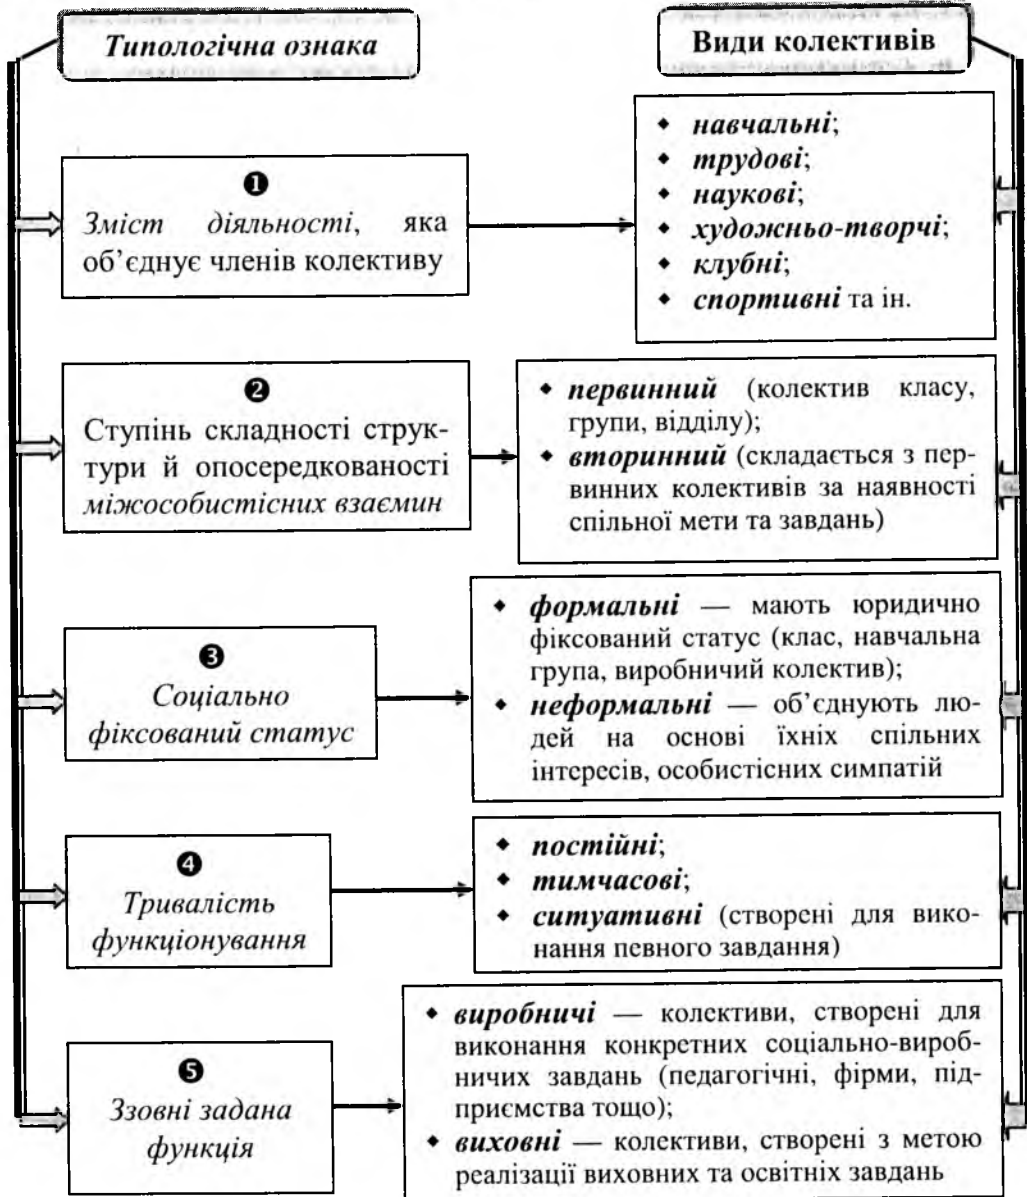 Типологічна ознака
Види колективів
❶
Зміст діяльності, яка
об’єднує членів колективу
◆ навчальні;
◆ трудові;
◆ наукові;
◆ художньо-творчі;
◆ клубні;
◆ спортивні та ін.
❷
Ступінь складності струк-
тури й опосередкованості
міжособистісних взаємин
◆ первинний (колектив класу,
групи, відділу);
◆ вторинний (складається з пер-
винних колективів за наявності
спільної мети та завдань)
❸
Соціально
фіксований статус
◆ формальні — мають юридично
фіксований статус (клас, навчальна
група, виробничий колектив);
◆ неформальні — об’єднують лю-
дей на основі їхніх спільних
інтересів, особистісних симпатій
❹
Тривалість
функціонування
◆ постійні;
◆ тимчасові;
◆ ситуативні (створені для вико-
нання певного завдання)
❺
Ззовні задана
функція
◆ виробничі — колективи, створені для
виконання конкретних соціально-вироб-
ничих завдань (педагогічні, фірми, під-
приємства тощо);
◆ виховні — колективи, створені з метою
реалізації виховних та освітніх завдань